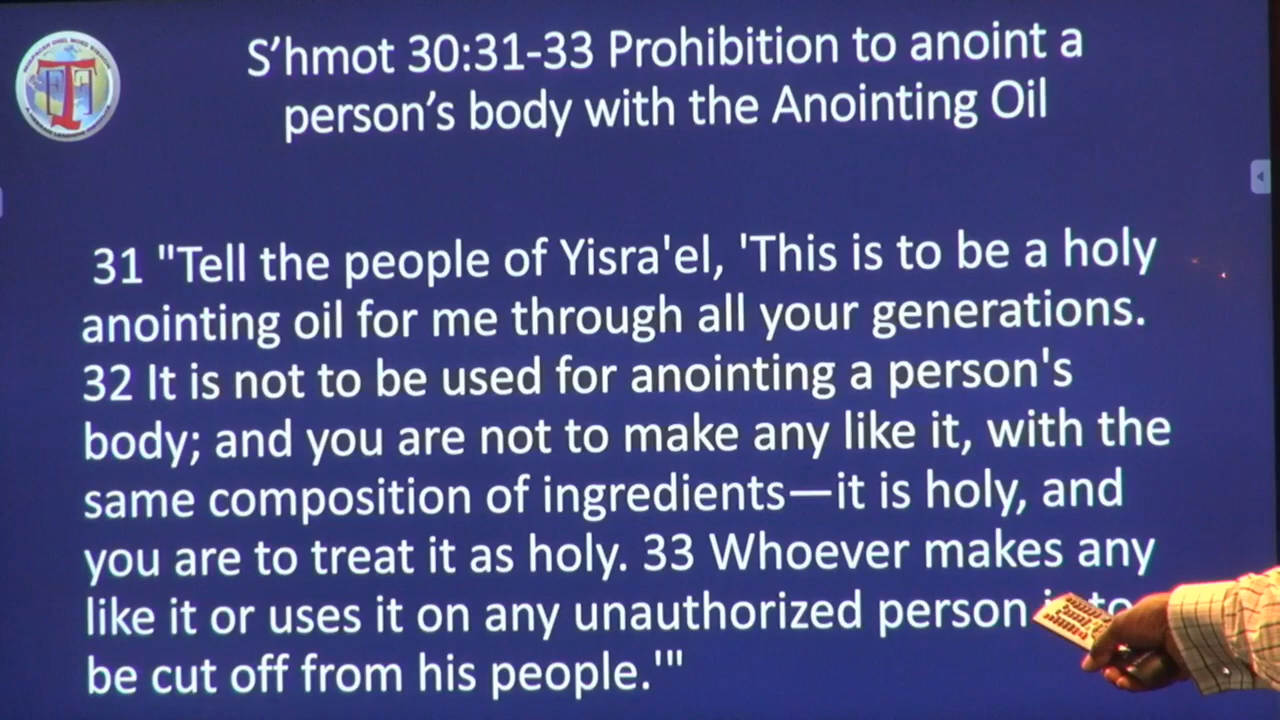 S'hmot 30:31-33 Prohibition to anoint a
person's body with the Anointing Oil
31 "Tell the people of Yisra'el, 'This is to be a holy
anointing oil for me through all your generations.
32 It is not to be used for anointing a person's
body; and you are not to make any like it, with the
same composition of ingredients—it is holy, and
you are to treat it as holy. 33 Whoever makes any
like it or uses it on any unauthorized person to
be cut off from his people.'"